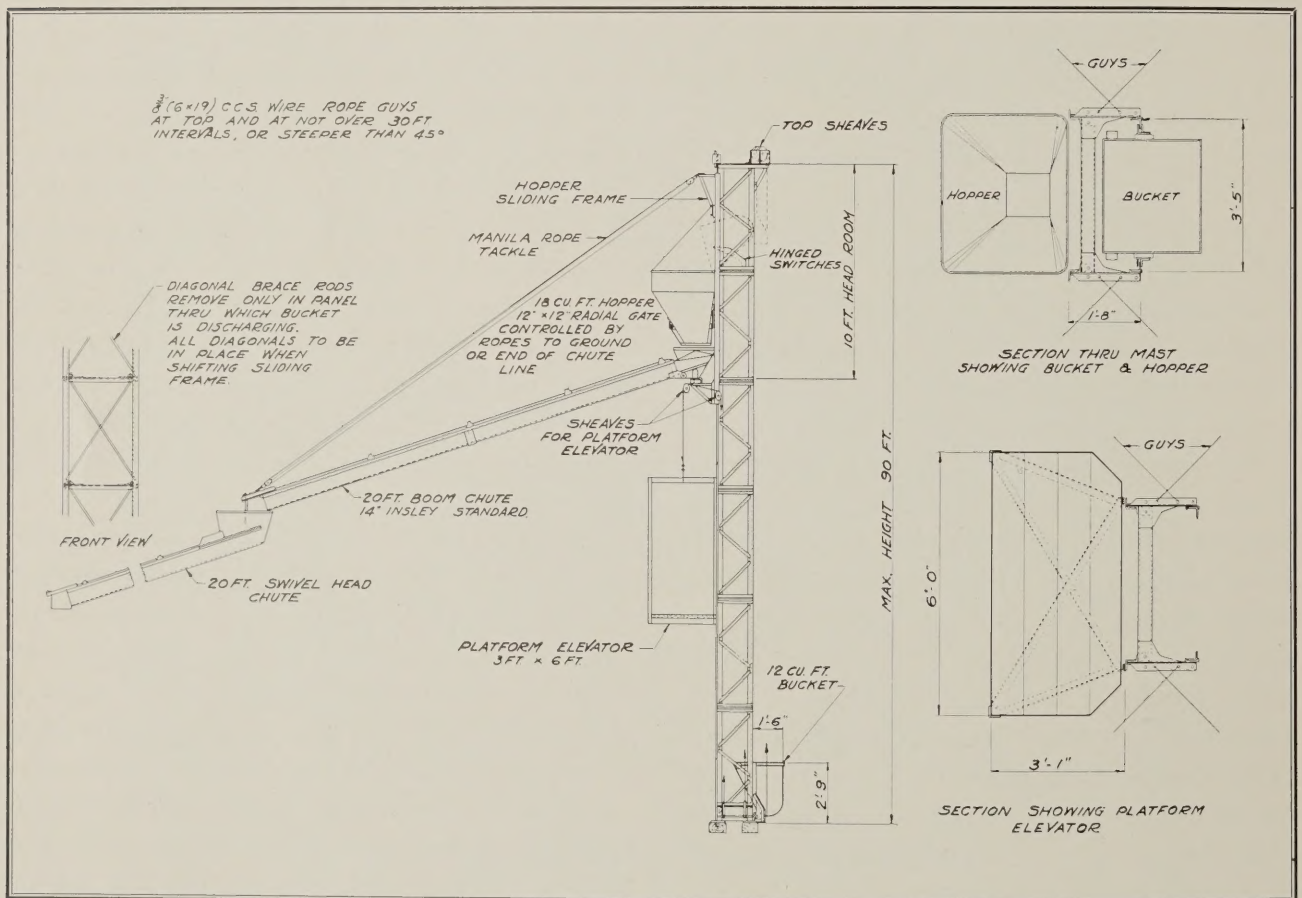 3/8 (6×19) C.C.S. WIRE ROPE GUYS
AT TOP AND AT NOT OVER 30 FT
INTERVALS, OR STEEPER THAN 45°
TOP SHEAVES
HOPPER
SLIDING FRAME
MANILA ROPE
TACKLE
HINGED
SWITCHES
10 FT. HEAD ROOM
DIAGONAL BRACE RODS
REMOVE ONLY IN PANEL
THRU WHICH BUCKET
IS DISCHARGING.
ALL DIAGONALS TO BE
IN PLACE WHEN
SHIFTING SLIDING
FRAME.
18 CU. FT. HOPPER
12" × 12" RADIAL GATE
CONTROLLED BY
ROPES TO GROUND
OR END OF CHUTE
LINE
SHEAVES
FOR PLATFORM
ELEVATOR
20 FT. BOOM CHUTE
14" INSLEY STANDARD.
FRONT VIEW
20 FT. SWIVEL HEAD
CHUTE
MAX. HEIGHT 90 FT.
PLATFORM ELEVATOR
3 FT. × 6 FT.
12 CU. FT.
BUCKET
1'-6"
2'-9"
GUYS
HOPPER
BUCKET
3'-5"
1'-8"
SECTION THRU MAST
SHOWING BUCKET & HOPPER
GUYS
6'-0"
3'-1"
SECTION SHOWING PLATFORM
ELEVATOR